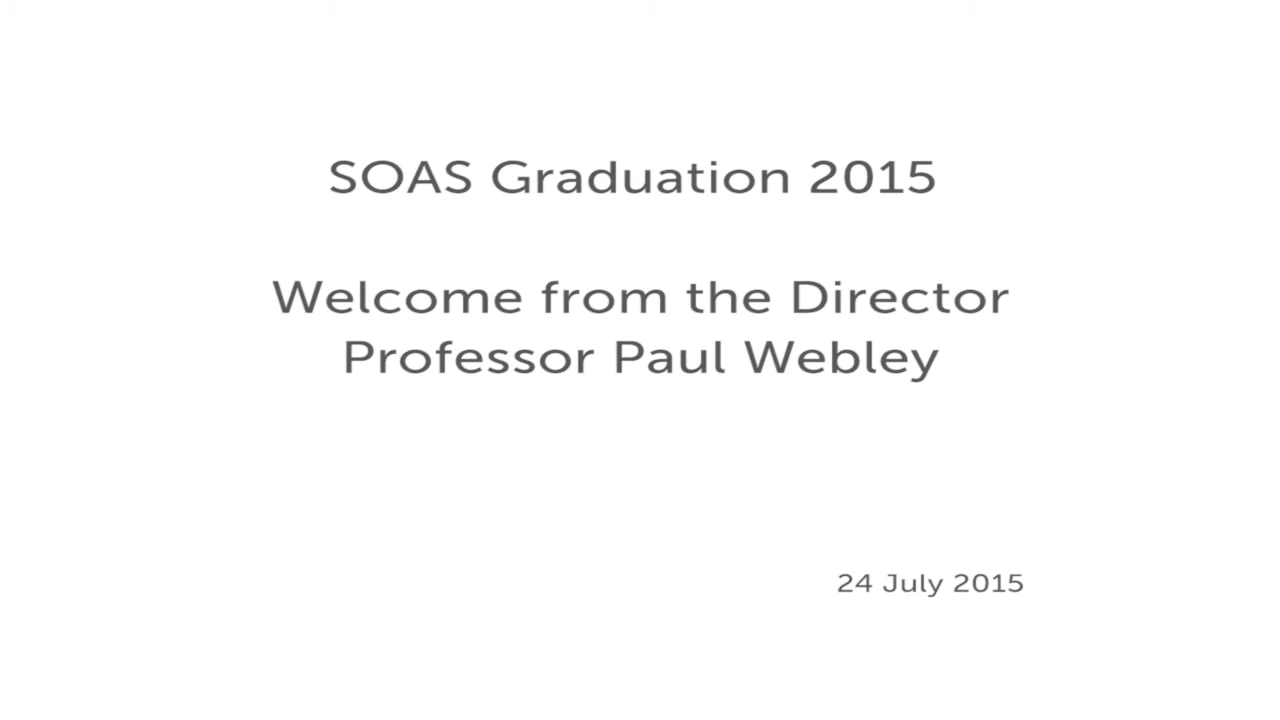 SOAS Graduation 2015
Welcome from the Director
Professor Paul Webley
24 July 2015